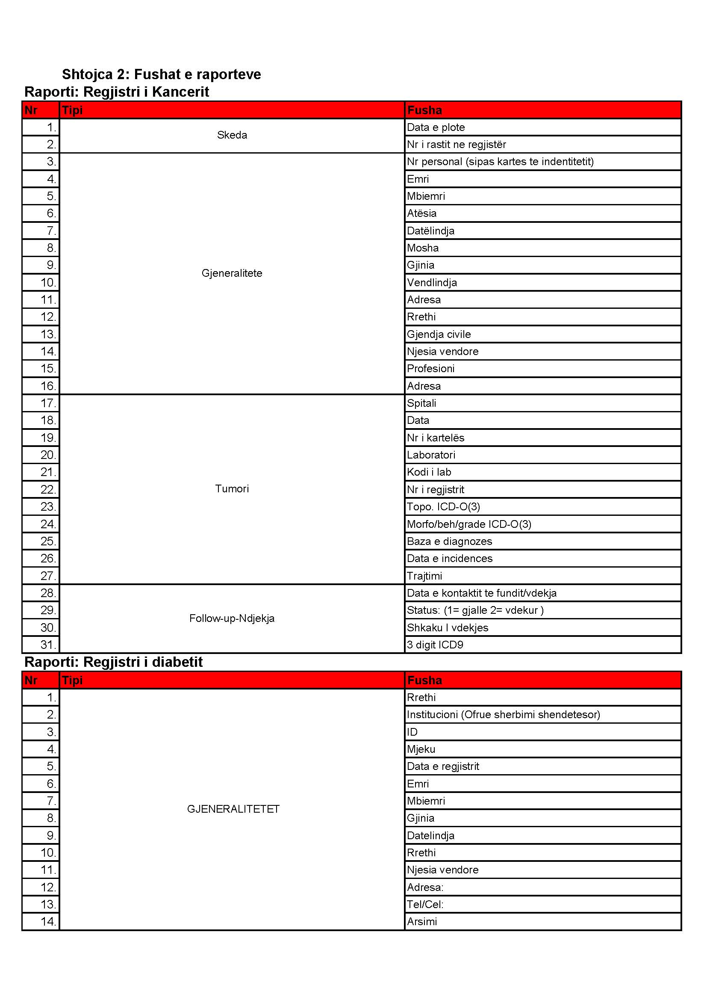 Shtojca 2: Fushat e raporteve
Raporti: Regjistri i Kancerit
Nr Tipi Fusha
1. Skeda Data e plote
2. Nr i rastit ne regjistër
3. Gjeneralitete Nr personal (sipas kartes te indentitetit)
4. Emri
5. Mbiemri
6. Atësia
7. Datëlindja
8. Mosha
9. Gjinia
10. Vendlindja
11. Adresa
12. Rrethi
13. Gjendja civile
14. Njesia vendore
15. Profesioni
16. Adresa
17. Tumori Spitali
18. Data
19. Nr i kartelës
20. Laboratori
21. Kodi i lab
22. Nr i regjistrit
23. Topo. ICD-O(3)
24. Morfo/beh/grade ICD-O(3)
25. Baza e diagnozes
26. Data e incidences
27. Trajtimi
28. Follow-up-Ndjekja Data e kontaktit te fundit/vdekja
29. Status: (1= gjalle 2= vdekur )
30. Shkaku I vdekjes
31. 3 digit ICD9
Raporti: Regjistri i diabetit
Nr Tipi Fusha
1. GJENERALITETET Rrethi
2. Institucioni (Ofrue sherbimi shendetesor)
3. ID
4. Mjeku
5. Data e regjistrit
6. Emri
7. Mbiemri
8. Gjinia
9. Datelindja
10. Rrethi
11. Njesia vendore
12. Adresa:
13. Tel/Cel:
14. Arsimi